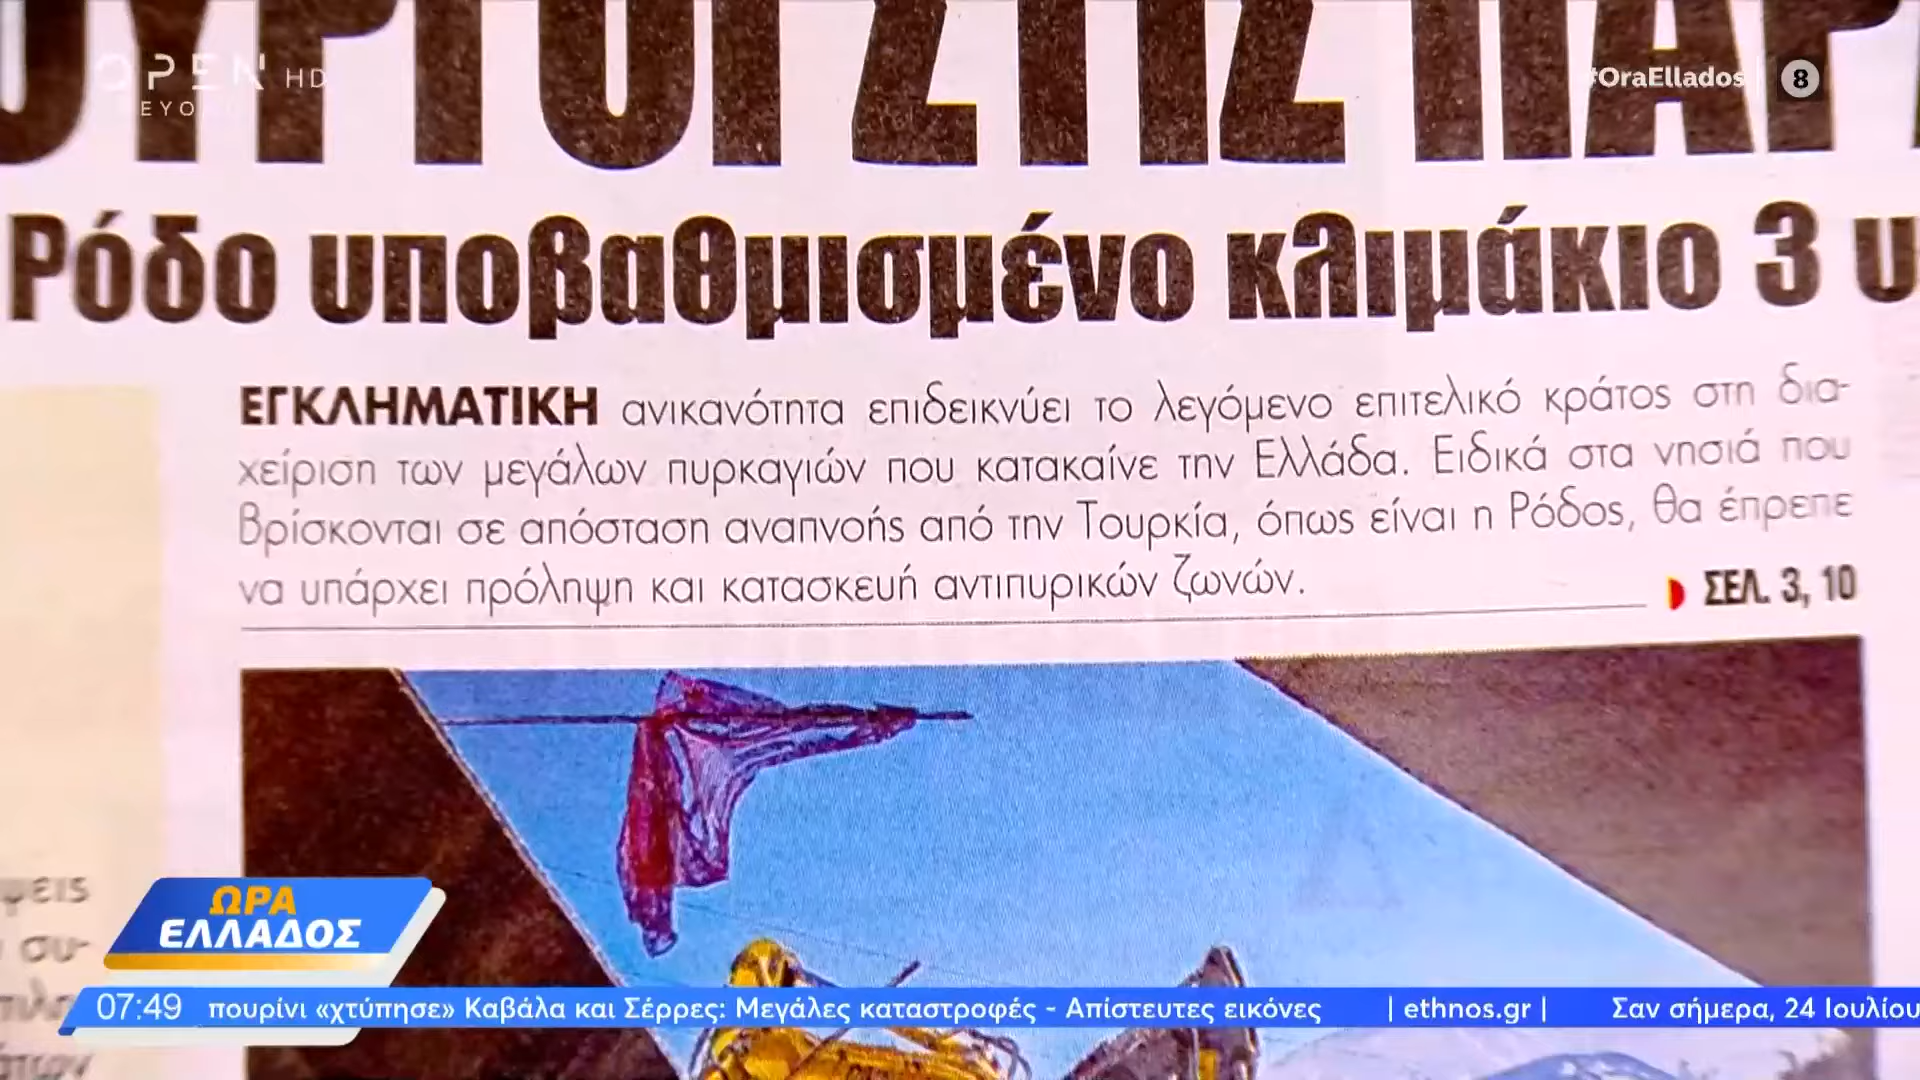 OPEN HD
#OraEllados 8
ΣΤΙΣ
Ρόδο υποβαθμισμένο κλιμάκιο 3
ΕΓΚΛΗΜΑΤΙΚΗ ανικανότητα επιδεικνύει το λεγόμενο επιτελικό κράτος στη δια-
χείριση των μεγάλων πυρκαγιών που κατακαίνε την Ελλάδα. Ειδικά στα νησιά που
βρίσκονται σε απόσταση αναπνοής από την Τουρκία, όπως είναι η Ρόδος, θα έπρεπε
να υπάρχει πρόληψη και κατασκευή αντιπυρικών ζωνών.
ΣΕΛ. 3, 10
ΩΡΑ
ΕΛΛΑΔΟΣ
07:49 πουρίνι «χτύπησε» Καβάλα και Σέρρες: Μεγάλες καταστροφές - Απίστευτες εικόνες | ethnos.gr | Σαν σήμερα, 24 Ιουλίου